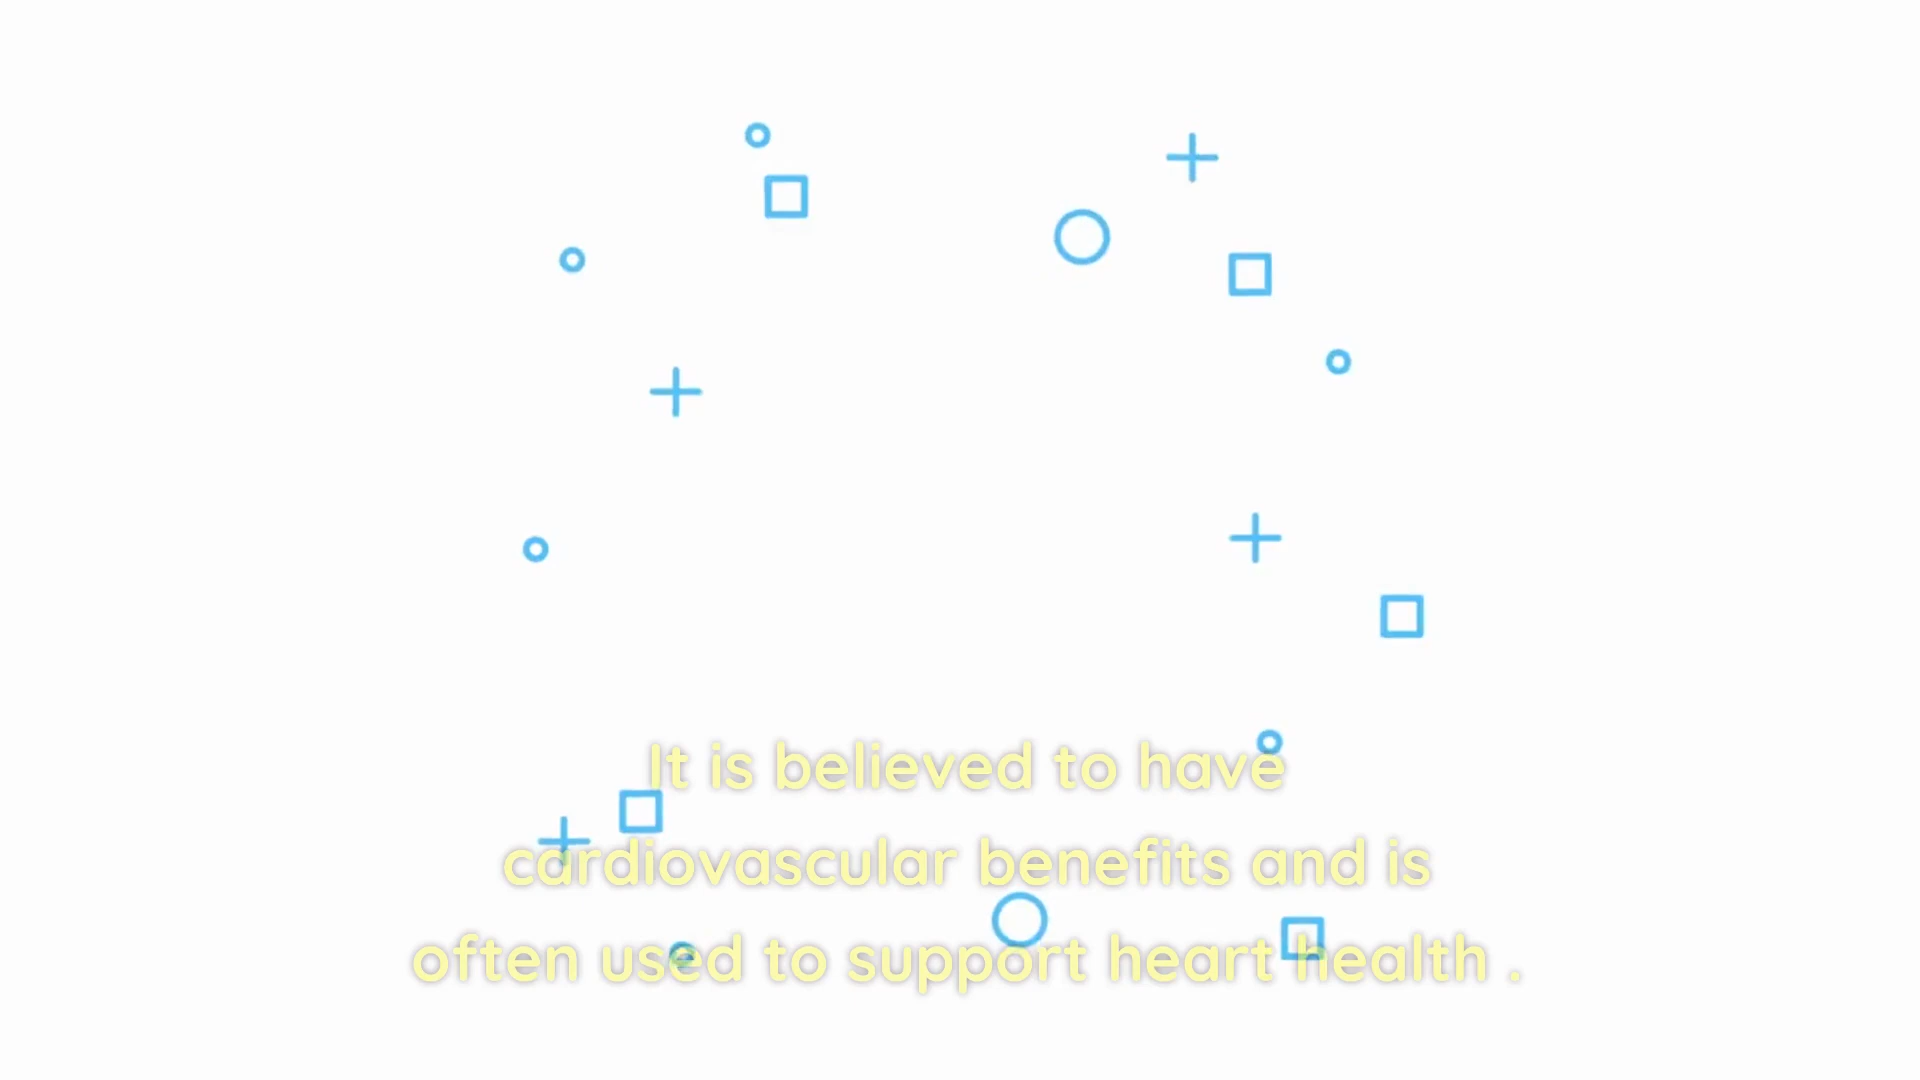 It is believed to have
cardiovascular benefits and is
often used to support heart health .